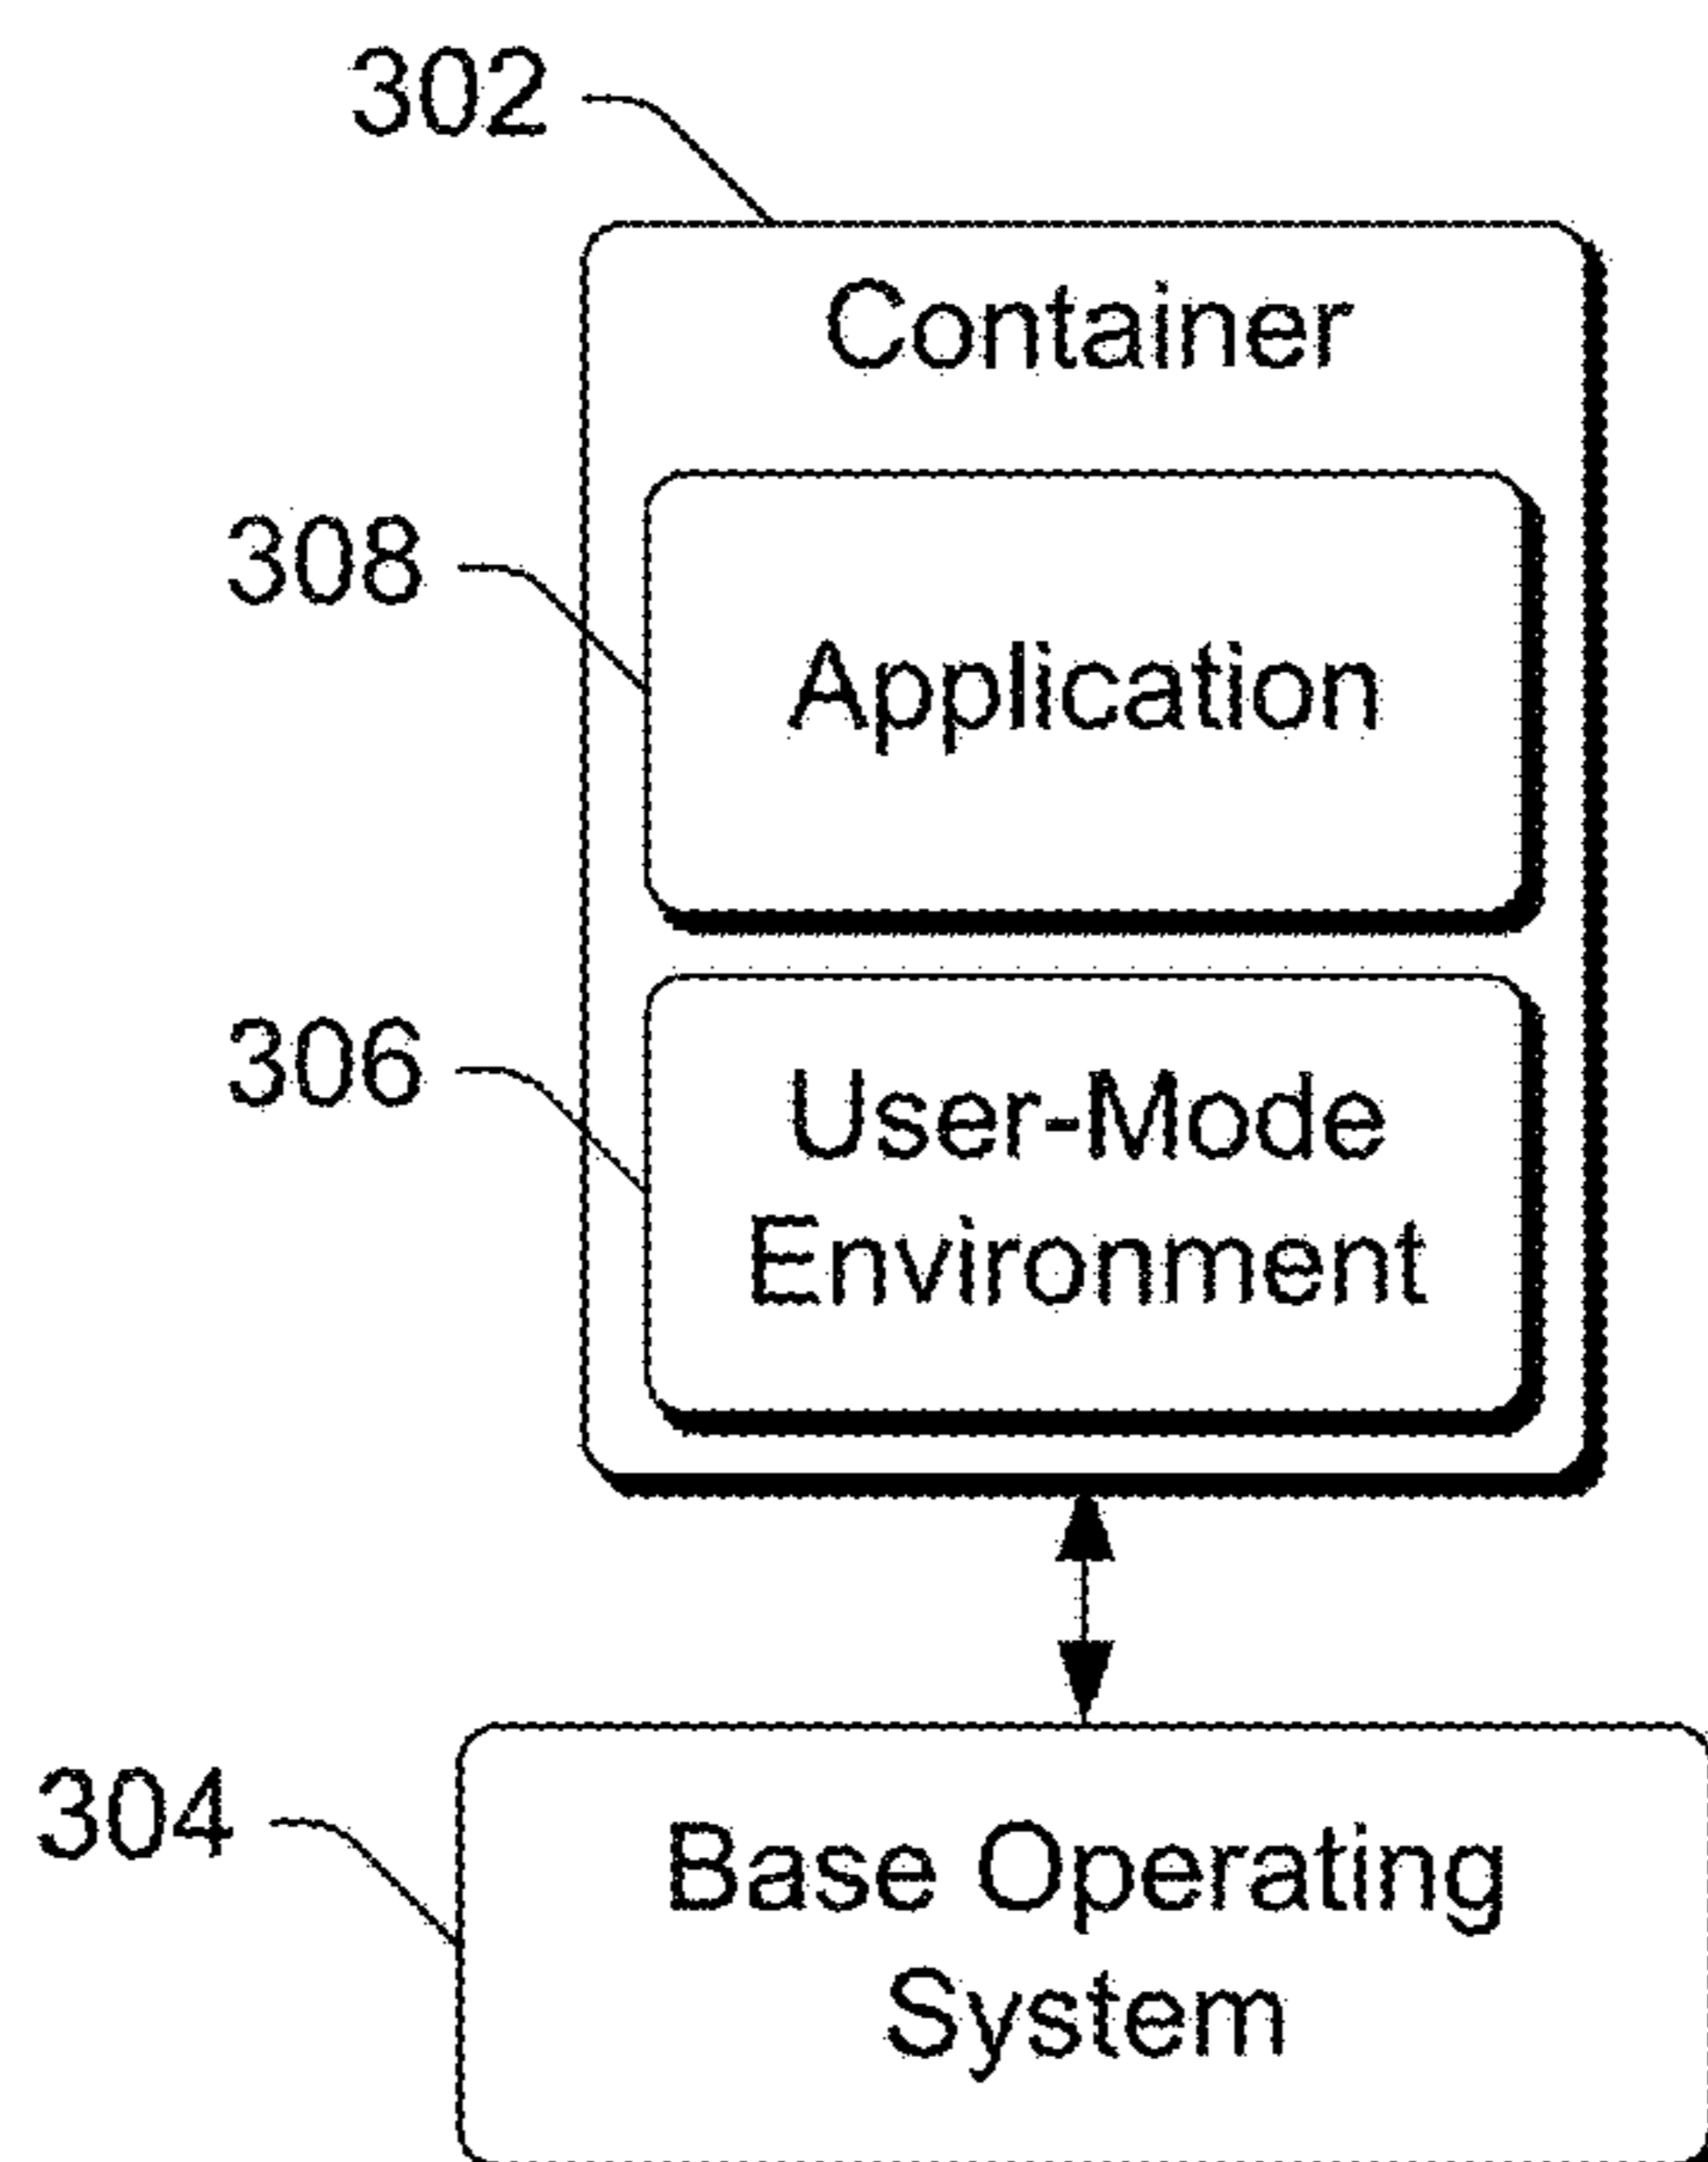 302
Container
308
Application
306
User-Mode
Environment
304
Base Operating
System